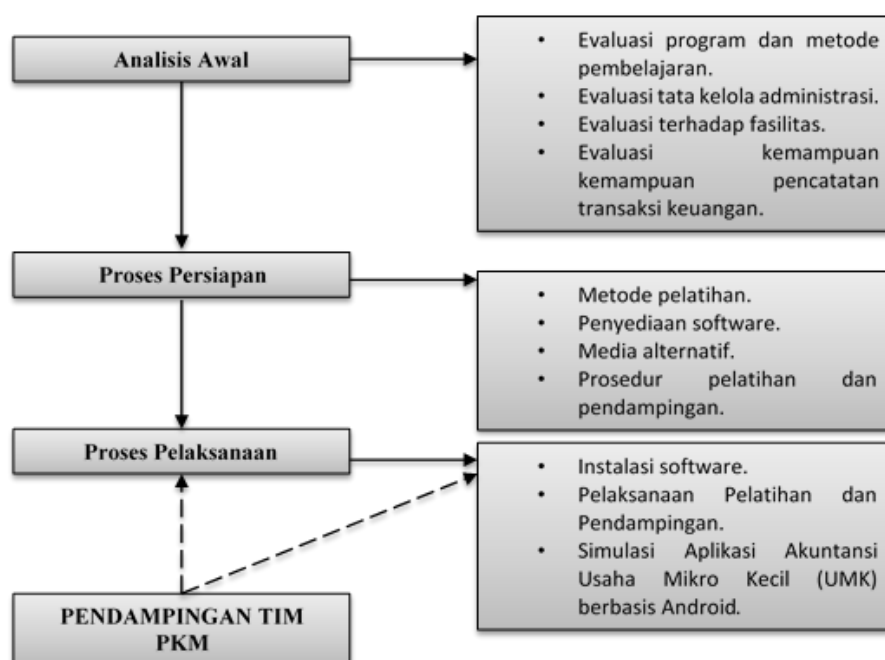 Analisis Awal
• Evaluasi program dan metode
pembelajaran.
• Evaluasi tata kelola administrasi.
• Evaluasi terhadap fasilitas.
• Evaluasi kemampuan
kemampuan pencatatan
transaksi keuangan.
Proses Persiapan
• Metode pelatihan.
• Penyediaan software.
• Media alternatif.
• Prosedur pelatihan dan
pendampingan.
Proses Pelaksanaan
• Instalasi software.
• Pelaksanaan Pelatihan dan
Pendampingan.
• Simulasi Aplikasi Akuntansi
Usaha Mikro Kecil (UMK)
berbasis Android.
PENDAMPINGAN TIM
PKM